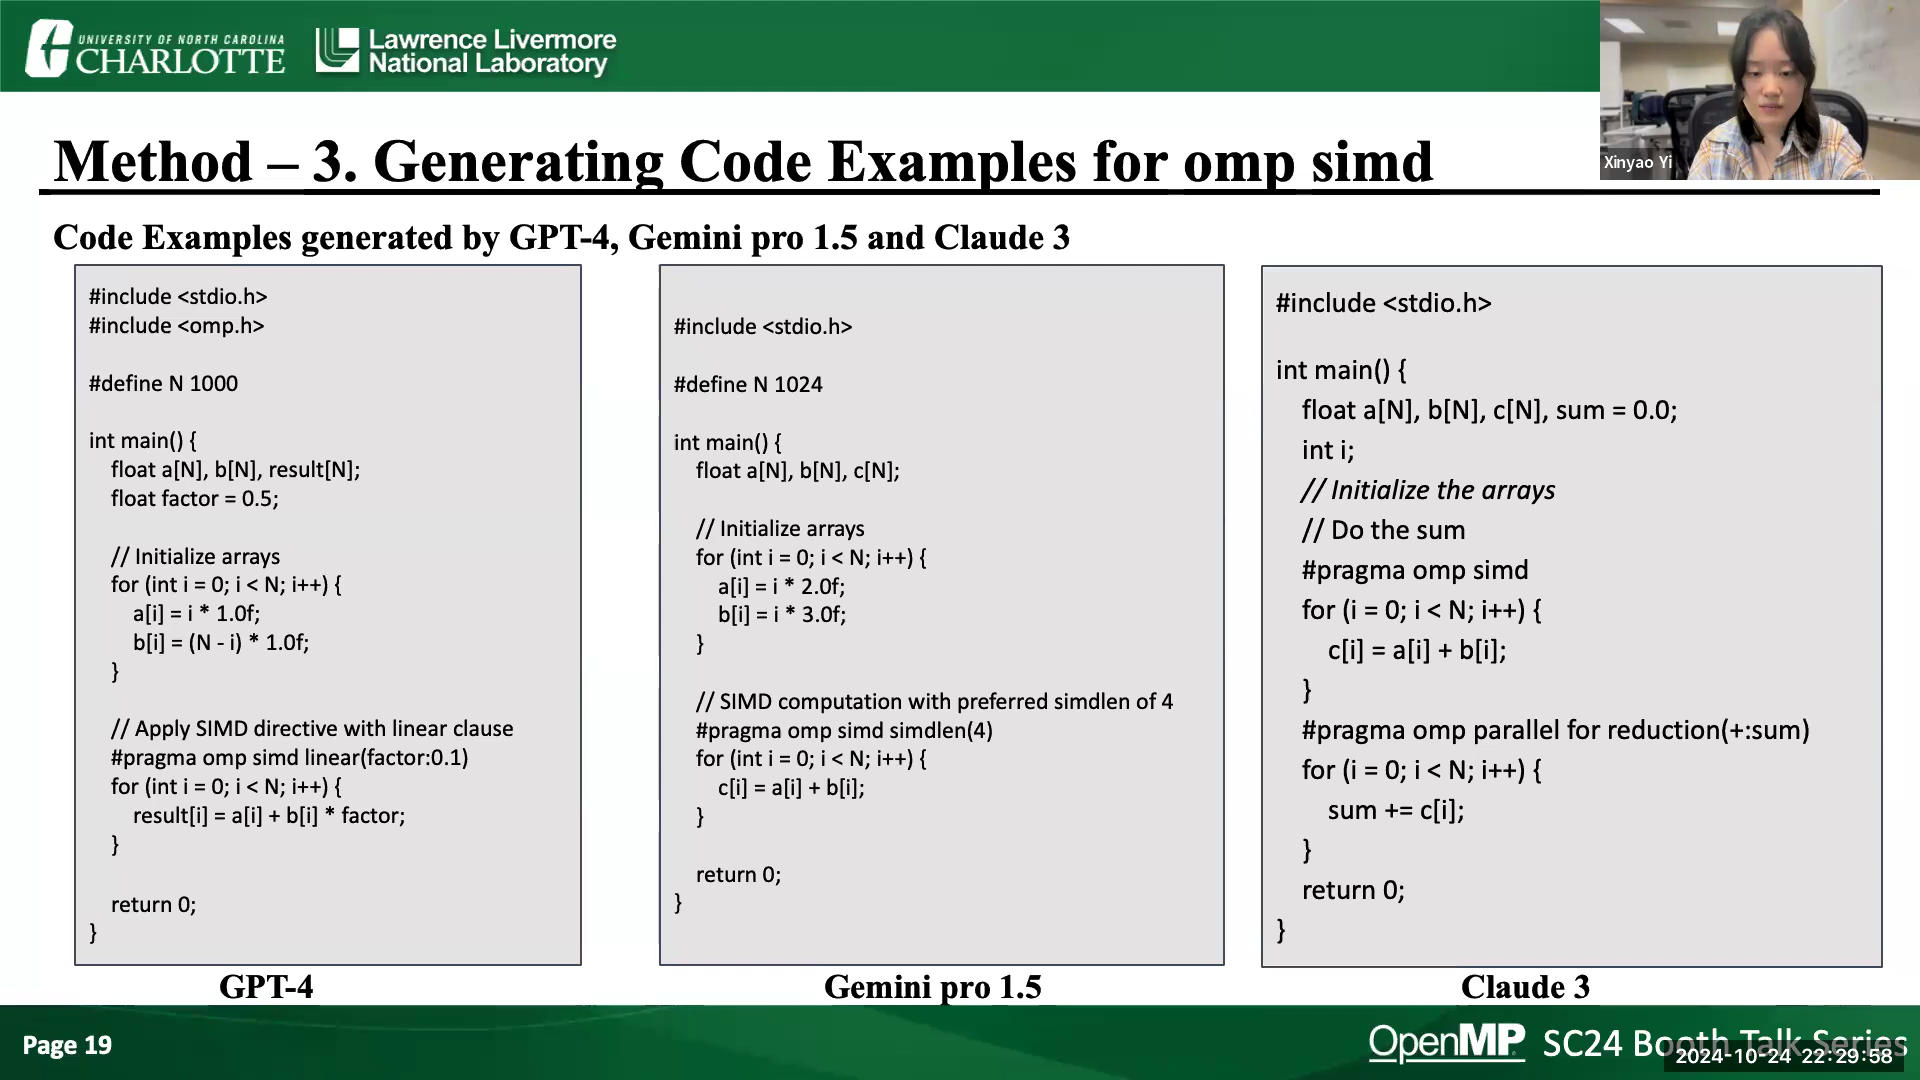 UNIVERSITY OF NORTH CAROLINA
CHARLOTTE
Lawrence Livermore
National Laboratory
Xinyao Yi
Method – 3. Generating Code Examples for omp simd
Code Examples generated by GPT-4, Gemini pro 1.5 and Claude 3
#include <stdio.h>
#include <omp.h>
#define N 1000
int main() {
float a[N], b[N], result[N];
float factor = 0.5;
// Initialize arrays
for (int i = 0; i < N; i++) {
a[i] = i * 1.0f;
b[i] = (N - i) * 1.0f;
}
// Apply SIMD directive with linear clause
#pragma omp simd linear(factor:0.1)
for (int i = 0; i < N; i++) {
result[i] = a[i] + b[i] * factor;
}
return 0;
}
GPT-4
#include <stdio.h>
#define N 1024
int main() {
float a[N], b[N], c[N];
// Initialize arrays
for (int i = 0; i < N; i++) {
a[i] = i * 2.0f;
b[i] = i * 3.0f;
}
// SIMD computation with preferred simdlen of 4
#pragma omp simd simdlen(4)
for (int i = 0; i < N; i++) {
c[i] = a[i] + b[i];
}
return 0;
}
Gemini pro 1.5
#include <stdio.h>
int main() {
float a[N], b[N], c[N], sum = 0.0;
int i;
// Initialize the arrays
// Do the sum
#pragma omp simd
for (i = 0; i < N; i++) {
c[i] = a[i] + b[i];
}
#pragma omp parallel for reduction(+:sum)
for (i = 0; i < N; i++) {
sum += c[i];
}
return 0;
}
Claude 3
Page 19
OpenMP
SC24 Booth Talk Series
2024-10-24 22:29:58